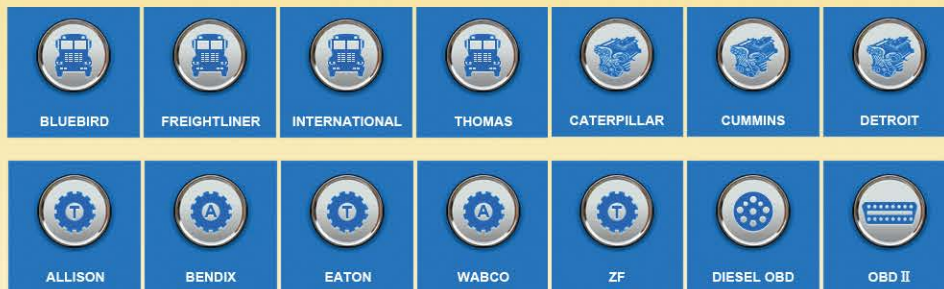 BLUEBIRD
FREIGHTLINER
INTERNATIONAL
THOMAS
CATERPILLAR
CUMMINS
DETROIT
T
A
T
A
T
ALLISON
BENDIX
EATON
WABCO
ZF
DIESEL OBD
OBD II